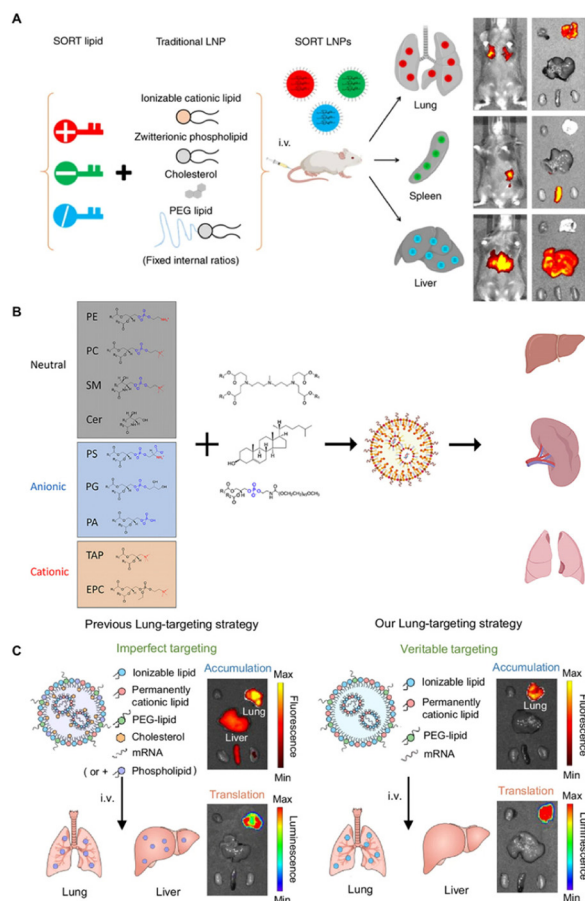 A
SORT lipid
Traditional LNP
SORT LNPs
Ionizable cationic lipid
Zwitterionic phospholipid
Cholesterol
PEG lipid
(Fixed internal ratios)
i.v.
Lung
Spleen
Liver
B
Neutral
PE
PC
SM
Cer
Anionic
PS
PG
PA
Cationic
TAP
EPC
Previous Lung-targeting strategy
Our Lung-targeting strategy
C
Imperfect targeting
Ionizable lipid
Permanently
cationic lipid
PEG-lipid
Cholesterol
mRNA
( or + Phospholipid )
i.v.
Lung
Liver
Accumulation
Lung
Liver
Max
Fluorescence
Min
Translation
Max
Luminescence
Min
Veritable targeting
Ionizable lipid
Permanently
cationic lipid
PEG-lipid
mRNA
i.v.
Lung
Liver
Accumulation
Lung
Max
Fluorescence
Min
Translation
Max
Luminescence
Min